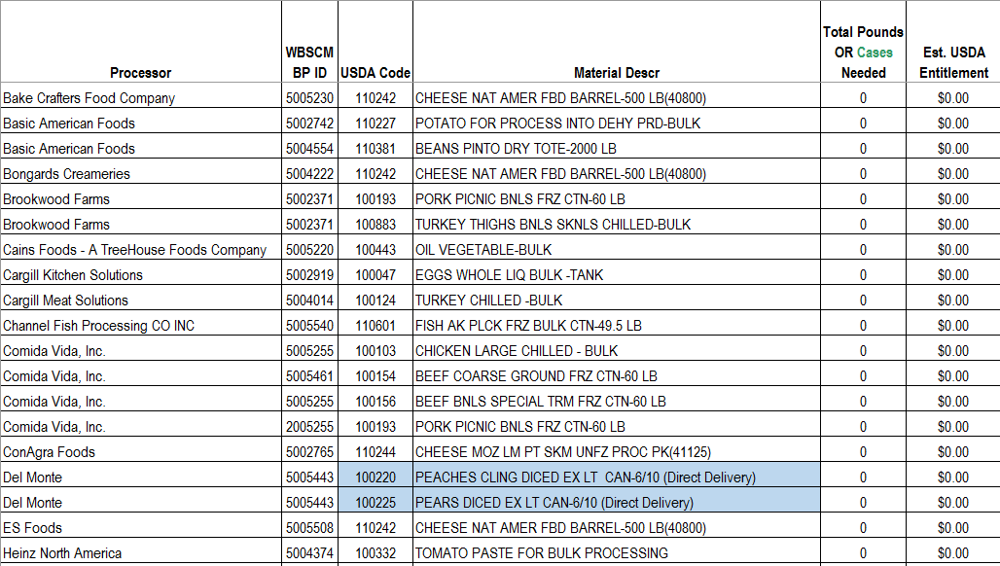 Processor WBSCM BP ID USDA Code Material Descr Total Pounds OR Cases Needed Est. USDA Entitlement
Bake Crafters Food Company 5005230 110242 CHEESE NAT AMER FBD BARREL-500 LB(40800) 0 $0.00
Basic American Foods 5002742 110227 POTATO FOR PROCESS INTO DEHY PRD-BULK 0 $0.00
Basic American Foods 5004554 110381 BEANS PINTO DRY TOTE-2000 LB 0 $0.00
Bongards Creameries 5004222 110242 CHEESE NAT AMER FBD BARREL-500 LB(40800) 0 $0.00
Brookwood Farms 5002371 100193 PORK PICNIC BNLS FRZ CTN-60 LB 0 $0.00
Brookwood Farms 5002371 100883 TURKEY THIGHS BNLS SKNLS CHILLED-BULK 0 $0.00
Cains Foods - A TreeHouse Foods Company 5005220 100443 OIL VEGETABLE-BULK 0 $0.00
Cargill Kitchen Solutions 5002919 100047 EGGS WHOLE LIQ BULK -TANK 0 $0.00
Cargill Meat Solutions 5004014 100124 TURKEY CHILLED -BULK 0 $0.00
Channel Fish Processing CO INC 5005540 110601 FISH AK PLCK FRZ BULK CTN-49.5 LB 0 $0.00
Comida Vida, Inc. 5005255 100103 CHICKEN LARGE CHILLED - BULK 0 $0.00
Comida Vida, Inc. 5005461 100154 BEEF COARSE GROUND FRZ CTN-60 LB 0 $0.00
Comida Vida, Inc. 5005255 100156 BEEF BNLS SPECIAL TRM FRZ CTN-60 LB 0 $0.00
Comida Vida, Inc. 2005255 100193 PORK PICNIC BNLS FRZ CTN-60 LB 0 $0.00
ConAgra Foods 5002765 110244 CHEESE MOZ LM PT SKM UNFZ PROC PK(41125) 0 $0.00
Del Monte 5005443 100220 PEACHES CLING DICED EX LT  CAN-6/10 (Direct Delivery) 0 $0.00
Del Monte 5005443 100225 PEARS DICED EX LT CAN-6/10 (Direct Delivery) 0 $0.00
ES Foods 5005508 110242 CHEESE NAT AMER FBD BARREL-500 LB(40800) 0 $0.00
Heinz North America 5004374 100332 TOMATO PASTE FOR BULK PROCESSING 0 $0.00